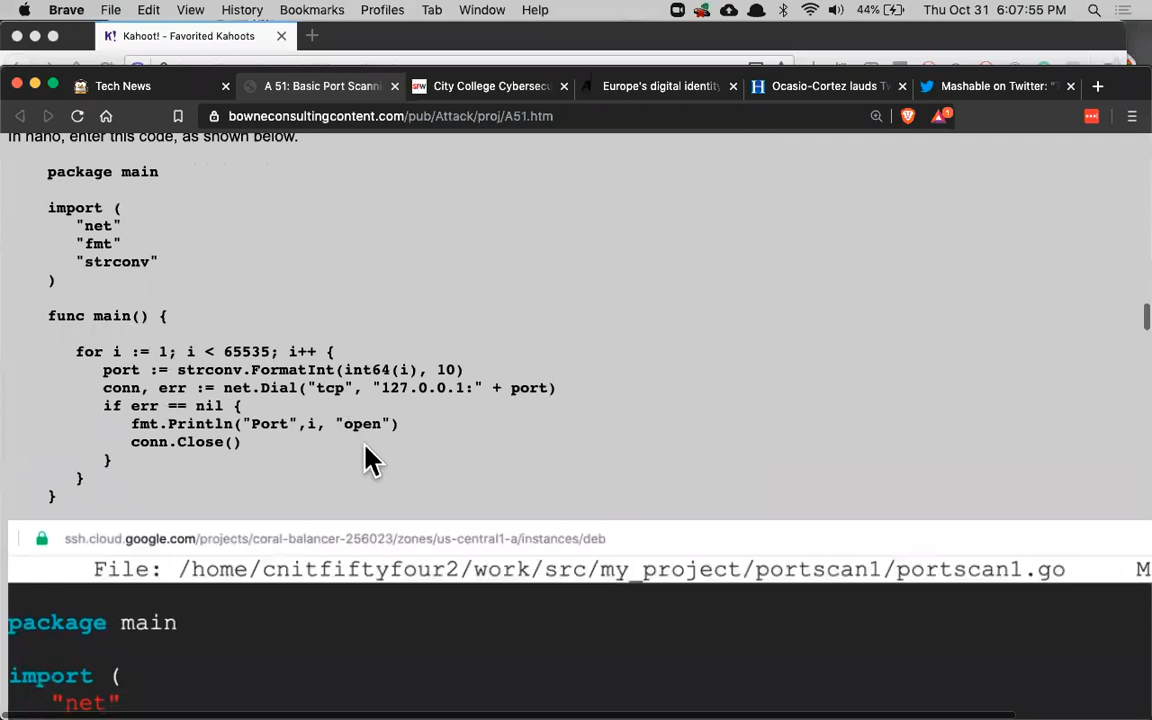 Brave File Edit View History Bookmarks Profiles Tab Window Help 44% Thu Oct 31 6:07:55 PM
K! Kahoot! - Favorited Kahoots
Tech News A 51: Basic Port Scanni City College Cybersecu Europe's digital identity Ocasio-Cortez lauds Tw Mashable on Twitter: "
bowneconsultingcontent.com/pub/Attack/proj/A51.htm 1
In nano, enter this code, as shown below.
package main
import (
"net"
"fmt"
"strconv"
)
func main() {
for i := 1; i < 65535; i++ {
port := strconv.FormatInt(int64(i), 10)
conn, err := net.Dial("tcp", "127.0.0.1:" + port)
if err == nil {
fmt.Println("Port",i, "open")
conn.Close()
}
}
}
ssh.cloud.google.com/projects/coral-balancer-256023/zones/us-central1-a/instances/deb
File: /home/cnitfiftyfour2/work/src/my_project/portscan1/portscan1.go M
package main
import (
"net"